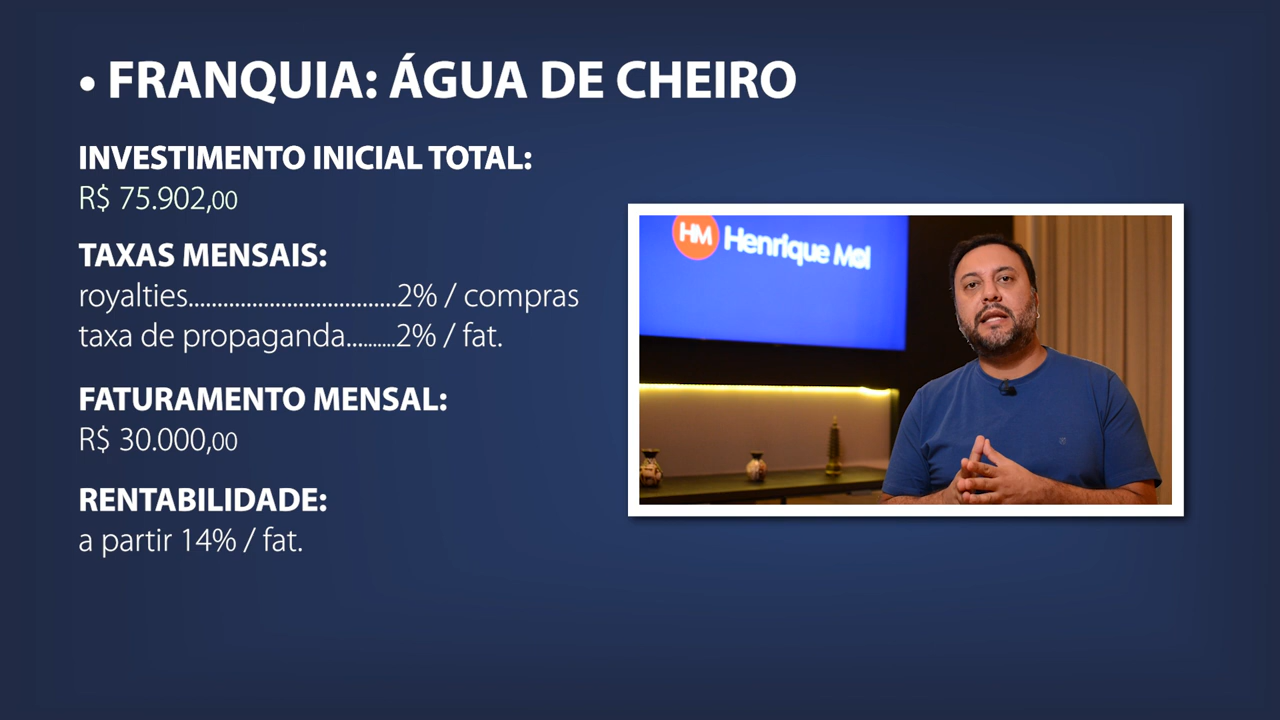 • FRANQUIA: ÁGUA DE CHEIRO
INVESTIMENTO INICIAL TOTAL:
R$ 75.902,00
TAXAS MENSAIS:
royalties....................................2% / compras
taxa de propaganda.........2% / fat.
FATURAMENTO MENSAL:
R$ 30.000,00
RENTABILIDADE:
a partir 14% / fat.
HM Henrique Mol